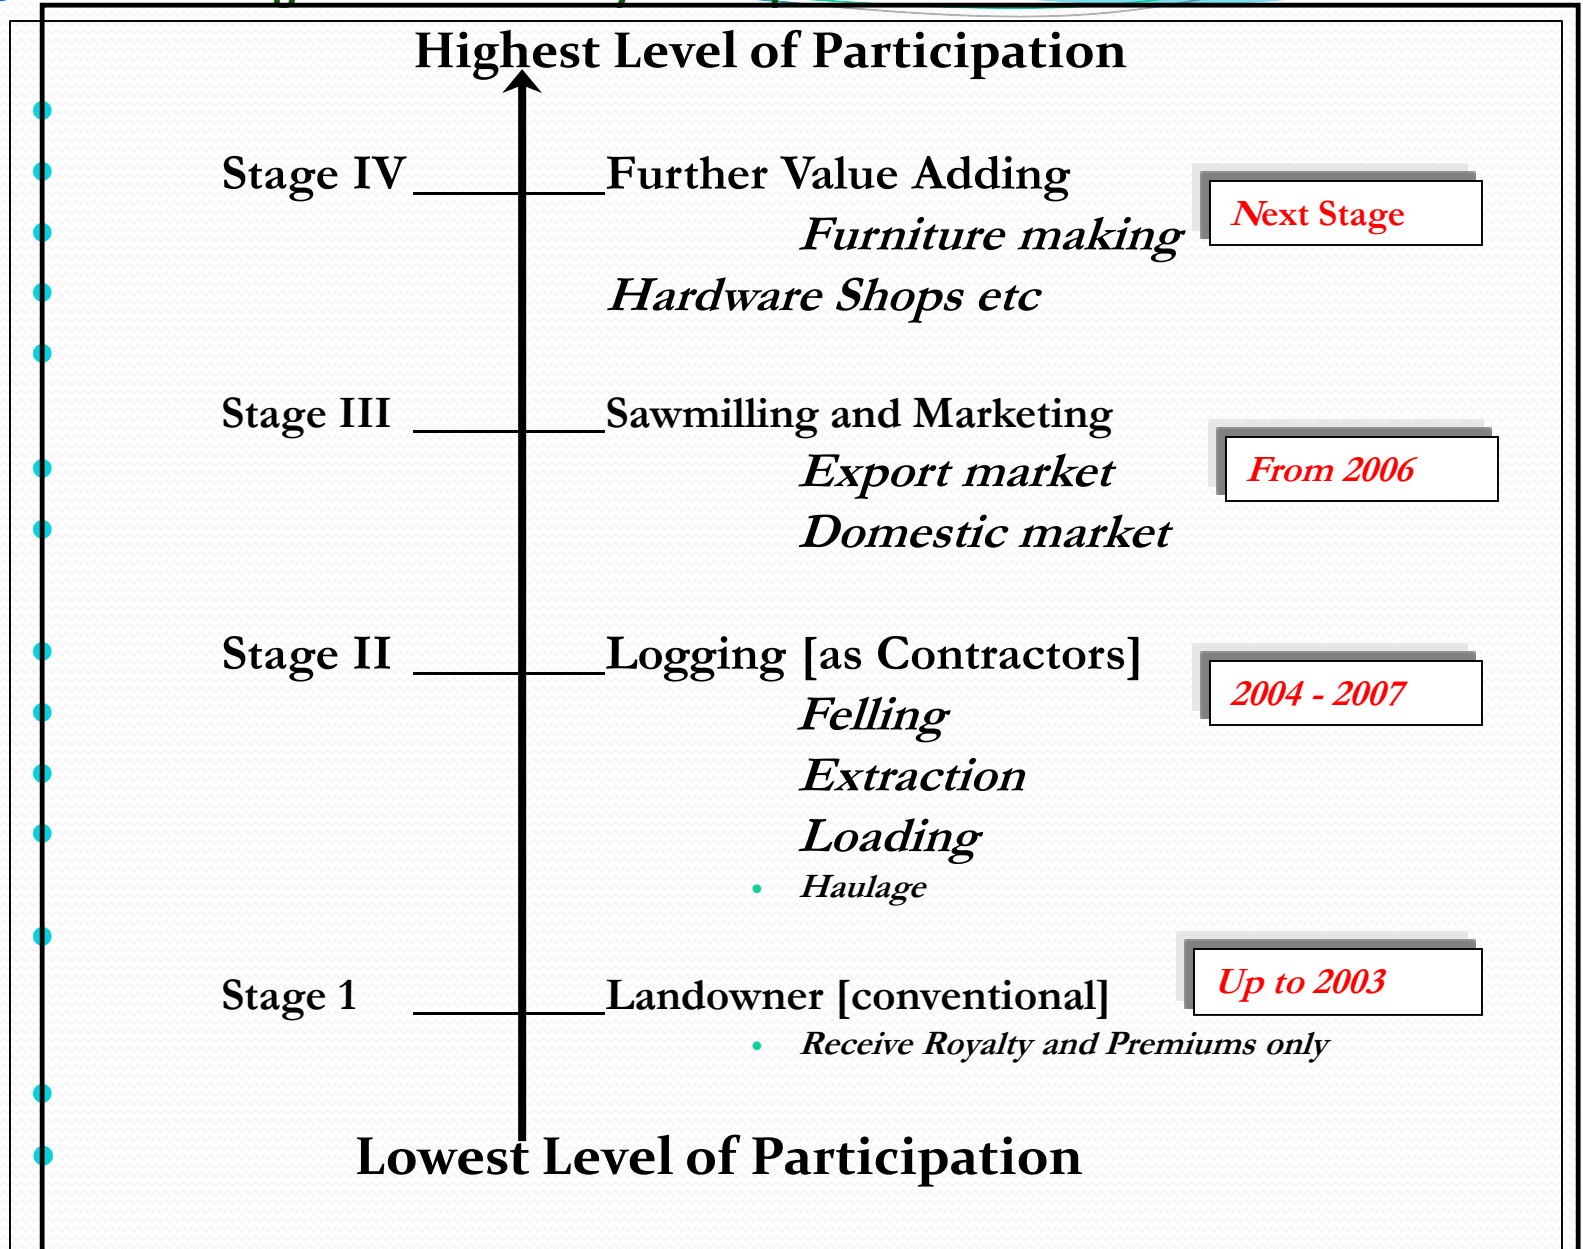 Highest Level of Participation
Stage IV Further Value Adding
Next Stage
Furniture making
Hardware Shops etc
Stage III Sawmilling and Marketing
From 2006
Export market
Domestic market
Stage II Logging [as Contractors]
2004 - 2007
Felling
Extraction
Loading
• Haulage
Up to 2003
Stage 1 Landowner [conventional]
• Receive Royalty and Premiums only
Lowest Level of Participation